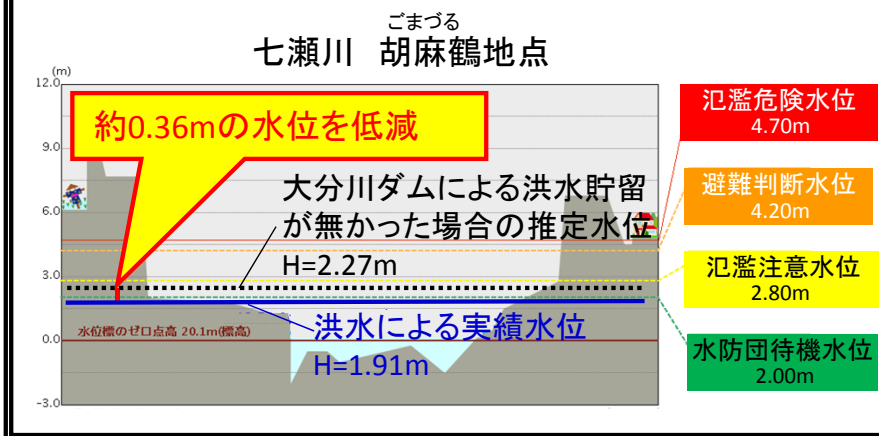 ごまづる
七瀬川 胡麻鶴地点
(m)
12.0
9.0
6.0
3.0
0.0
-3.0
約0.36mの水位を低減
大分川ダムによる洪水貯留
が無かった場合の推定水位
H=2.27m
水位標のゼロ点高 20.1m(標高)
洪水による実績水位
H=1.91m
氾濫危険水位
4.70m
避難判断水位
4.20m
氾濫注意水位
2.80m
水防団待機水位
2.00m